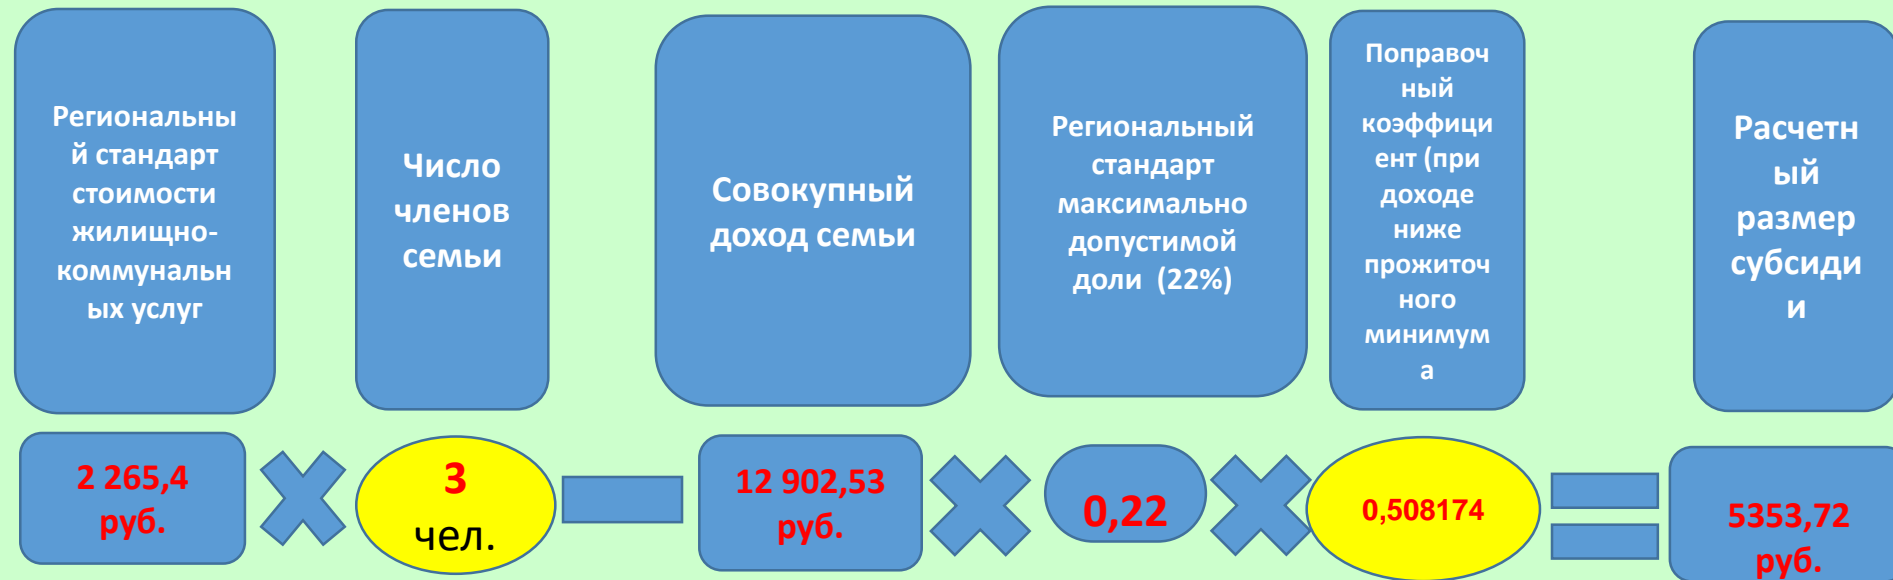 Региональны
й стандарт
стоимости
жилищно-
коммунальн
ых услуг
Число
членов
семьи
Совокупный
доход семьи
Региональный
стандарт
максимально
допустимой
доли (22%)
Поправоч
ный
коэффици
ент (при
доходе
ниже
прожиточ
ного
минимум
а
Расчетн
ый
размер
субсиди
и
2 265,4
руб.
3
чел.
12 902,53
руб.
0,22
0,508174
5353,72
руб.